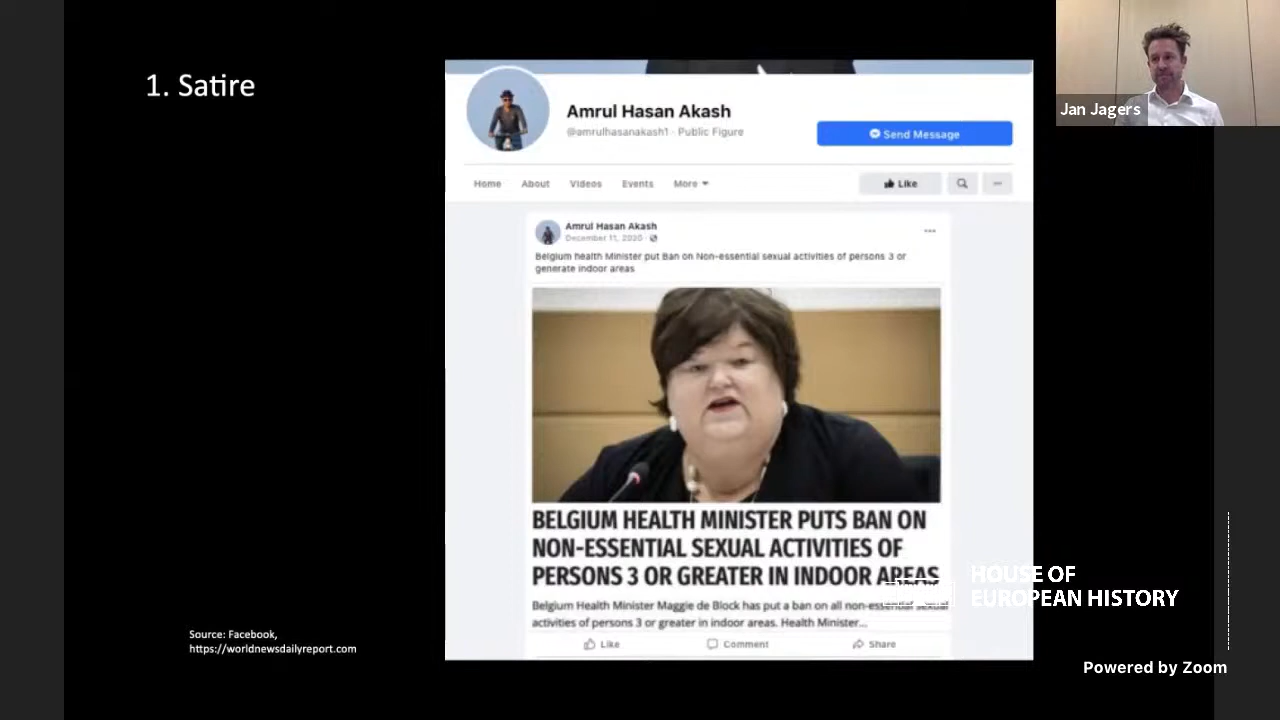 1. Satire
Jan Jagers
Amrul Hasan Akash
@amrulhasanakash1 · Public Figure
Send Message
Home
About
Videos
Events
More
Like
Amrul Hasan Akash
December 11, 2020 ·
Belgium health Minister put Ban on Non-essential sexual activities of persons 3 or
generate indoor areas
BELGIUM HEALTH MINISTER PUTS BAN ON
NON-ESSENTIAL SEXUAL ACTIVITIES OF
PERSONS 3 OR GREATER IN INDOOR AREAS
Belgium Health Minister Maggie de Block has put a ban on all non-essential sexual
activities of persons 3 or greater in indoor areas. Health Minister...
Like
Comment
Share
HOUSE OF
EUROPEAN HISTORY
Source: Facebook,
https://worldnewsdailyreport.com
Powered by Zoom